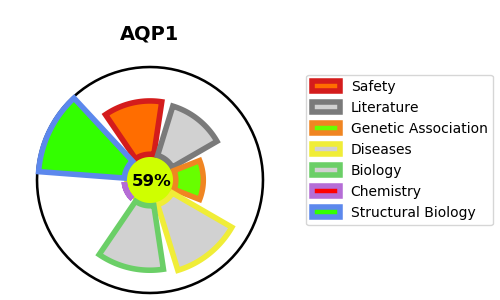 AQP1
59%
Safety
Literature
Genetic Association
Diseases
Biology
Chemistry
Structural Biology